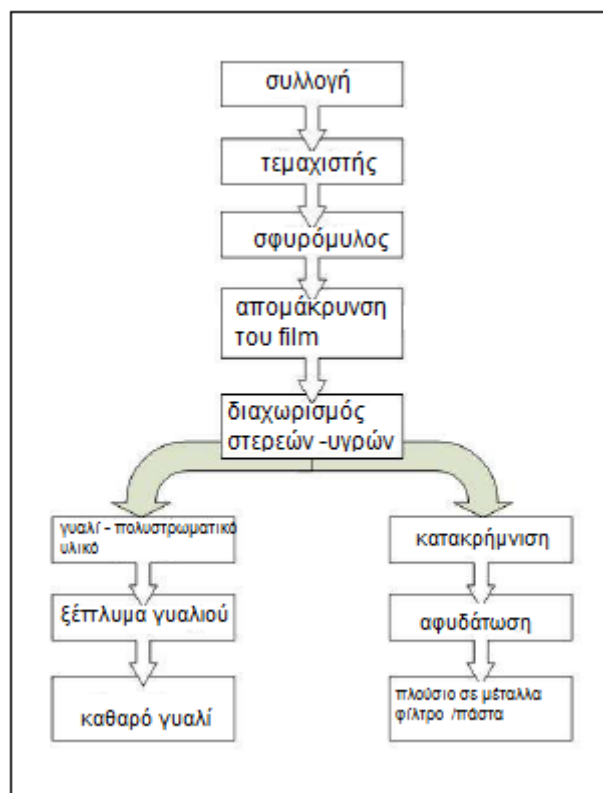 συλλογή
τεμαχιστής
σφυρόμυλος
απομάκρυνση
του film
διαχωρισμός
στερεών -υγρών
γυαλί - πολυστρωματικό
υλικό
ξέπλυμα γυαλιού
καθαρό γυαλί
κατακρήμνιση
αφυδάτωση
πλούσιο σε μέταλλα
φίλτρο /πάστα